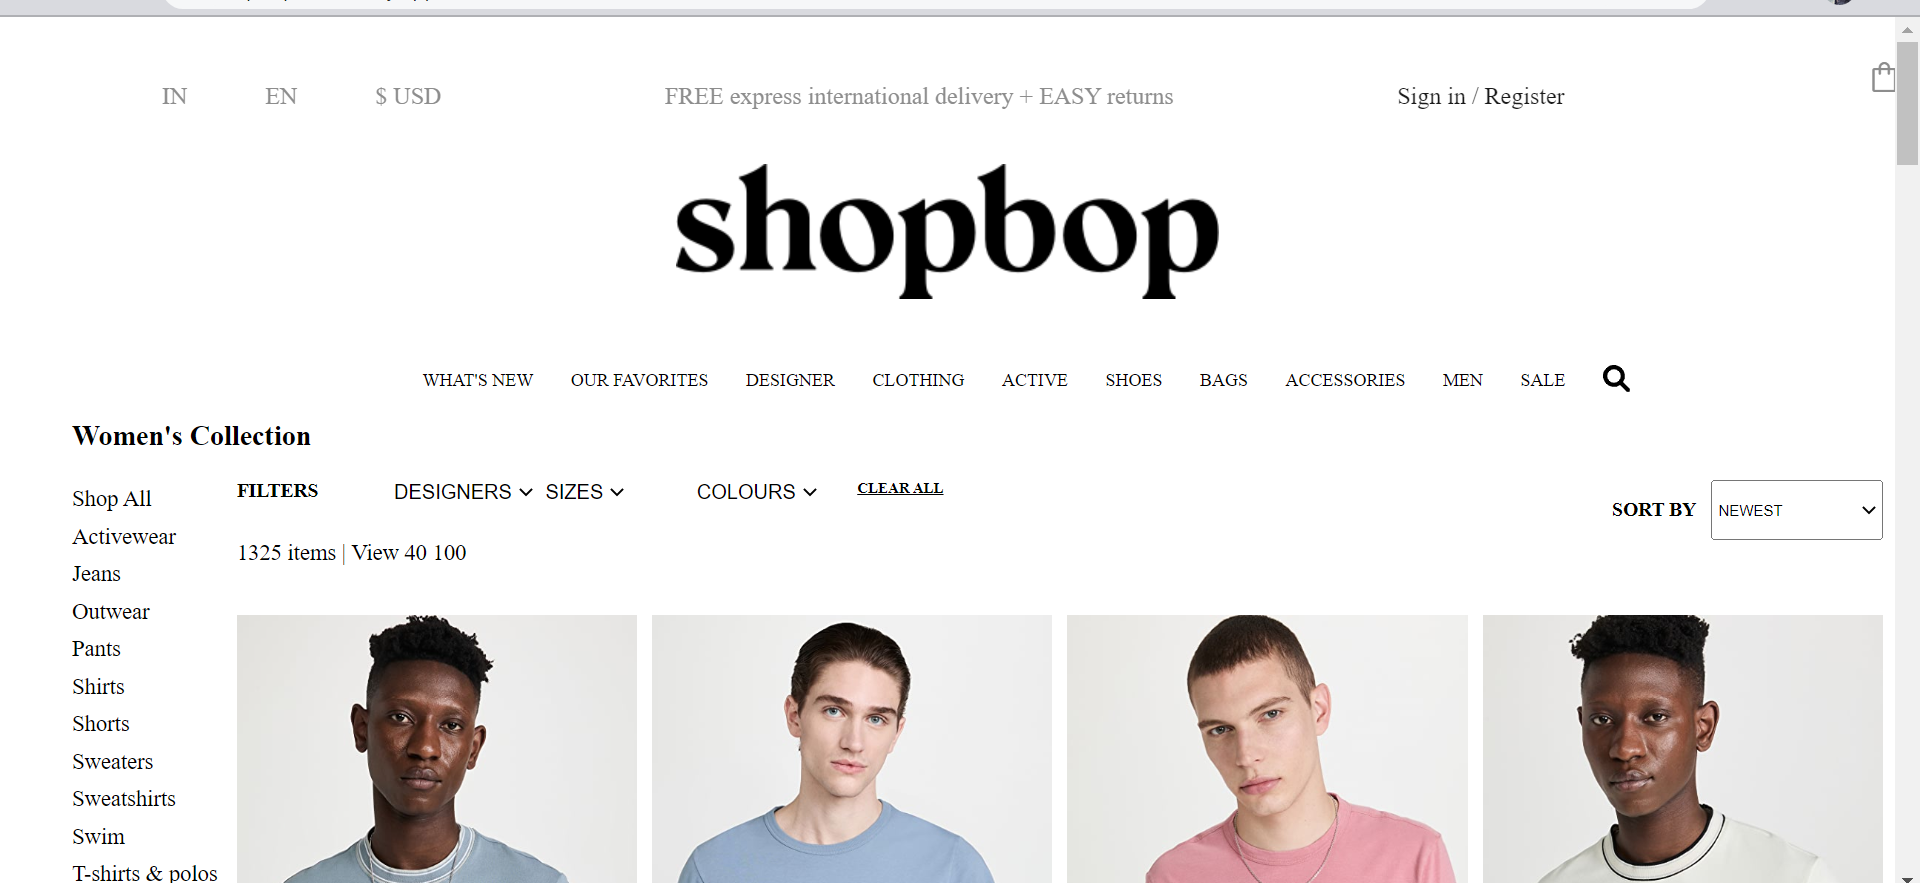 IN EN $ USD FREE express international delivery + EASY returns Sign in / Register
shopbop
WHAT'S NEW OUR FAVORITES DESIGNER CLOTHING ACTIVE SHOES BAGS ACCESSORIES MEN SALE
Women's Collection
FILTERS DESIGNERS SIZES COLOURS CLEAR ALL
SORT BY NEWEST
1325 items | View 40 100
Shop All
Activewear
Jeans
Outwear
Pants
Shirts
Shorts
Sweaters
Sweatshirts
Swim
T-shirts & polos